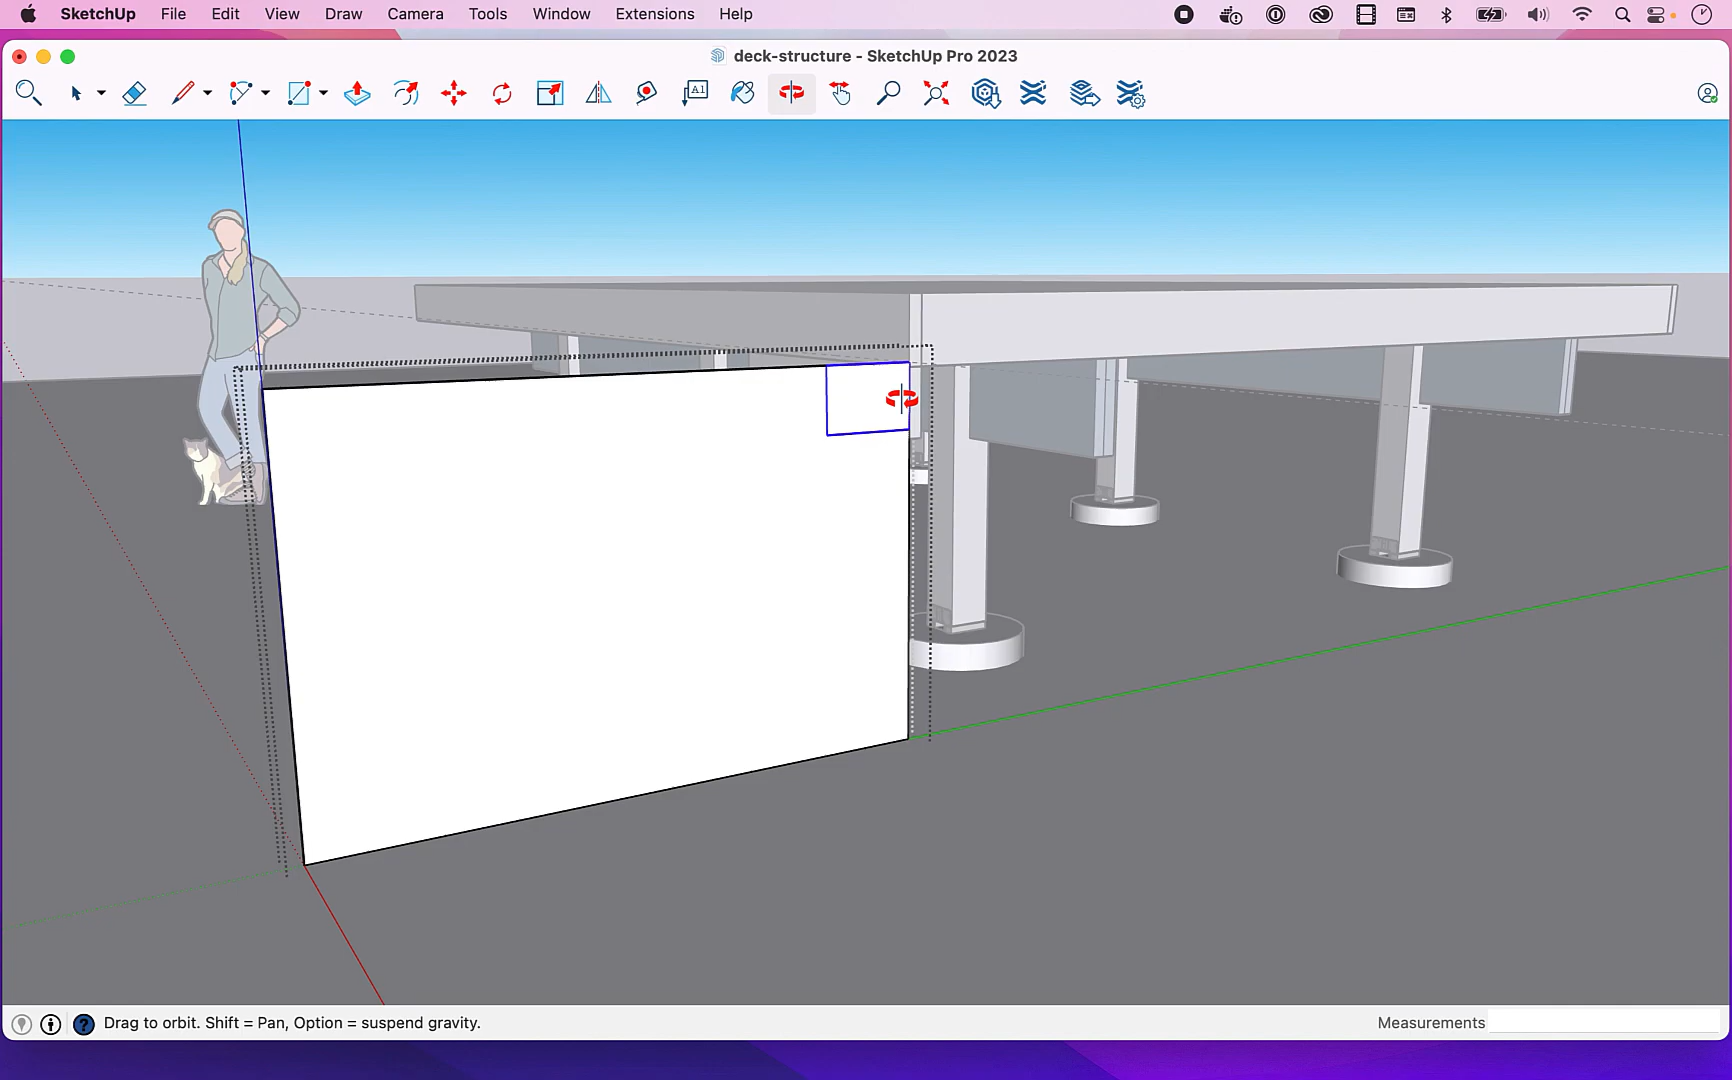 SketchUp File Edit View Draw Camera Tools Window Extensions Help
deck-structure - SketchUp Pro 2023
A1
Drag to orbit. Shift = Pan, Option = suspend gravity.
Measurements